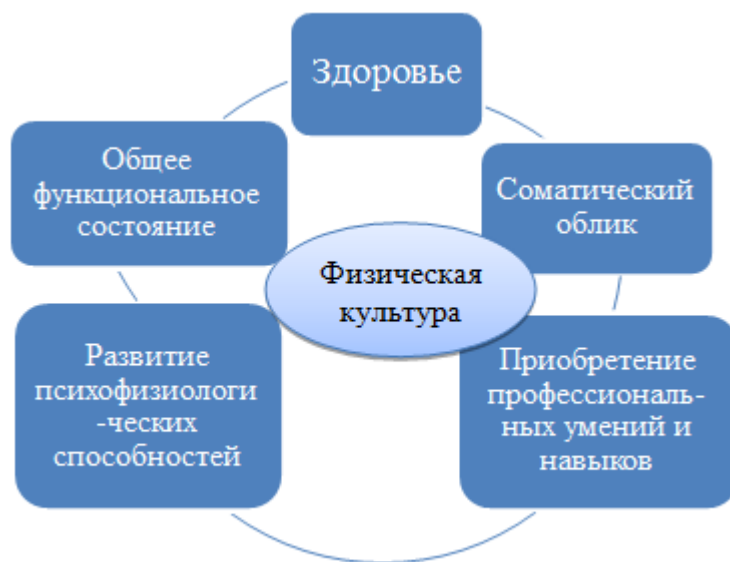 Здоровье
Общее
функциональное
состояние
Соматический
облик
Физическая
культура
Развитие
психофизиологи
-ческих
способностей
Приобретение
профессиональ-
ных умений и
навыков